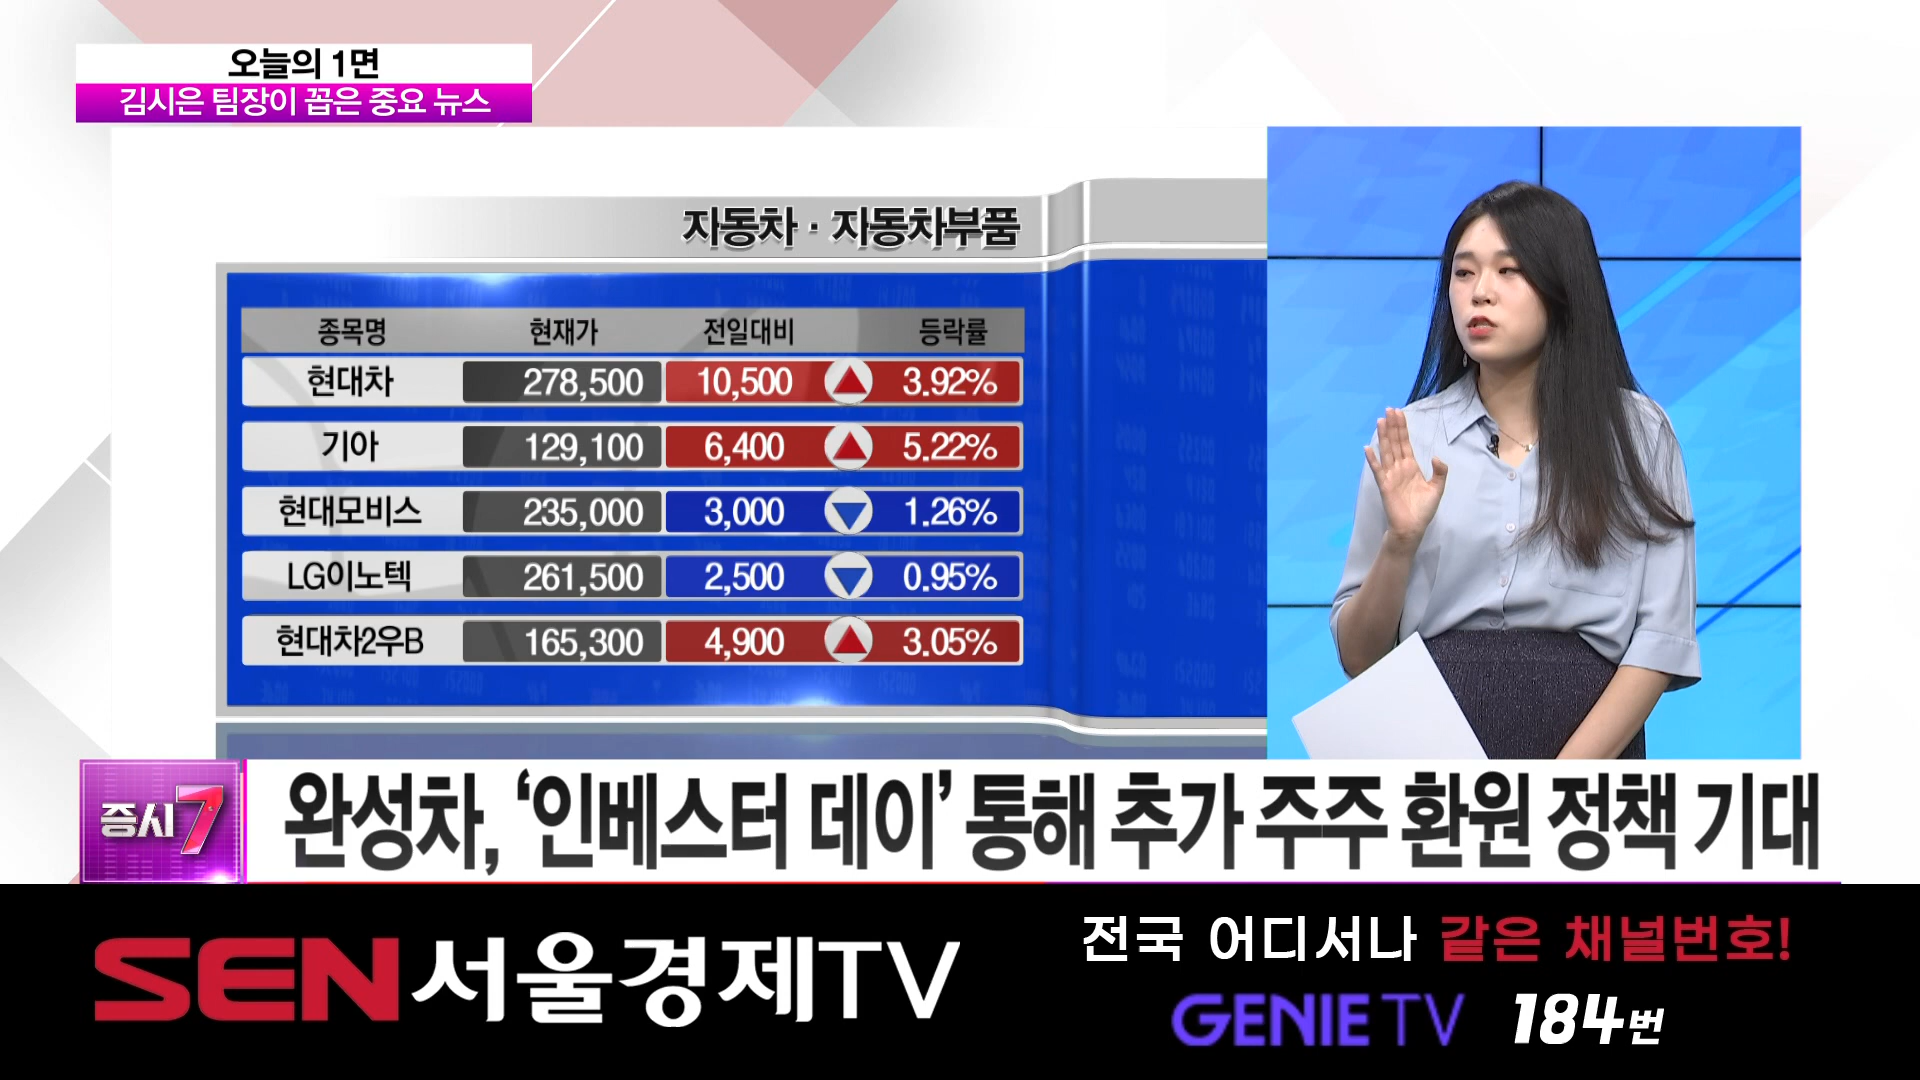 오늘의 1면
김시은 팀장이 꼽은 중요 뉴스
자동차 · 자동차부품
종목명 현재가 전일대비 등락률
현대차 278,500 10,500 ▲ 3.92%
기아 129,100 6,400 ▲ 5.22%
현대모비스 235,000 3,000 ▼ 1.26%
LG이노텍 261,500 2,500 ▼ 0.95%
현대차2우B 165,300 4,900 ▲ 3.05%
증시7
완성차, ‘인베스터 데이’ 통해 추가 주주 환원 정책 기대
SEN서울경제TV
전국 어디서나 같은 채널번호!
GENIE TV 184번